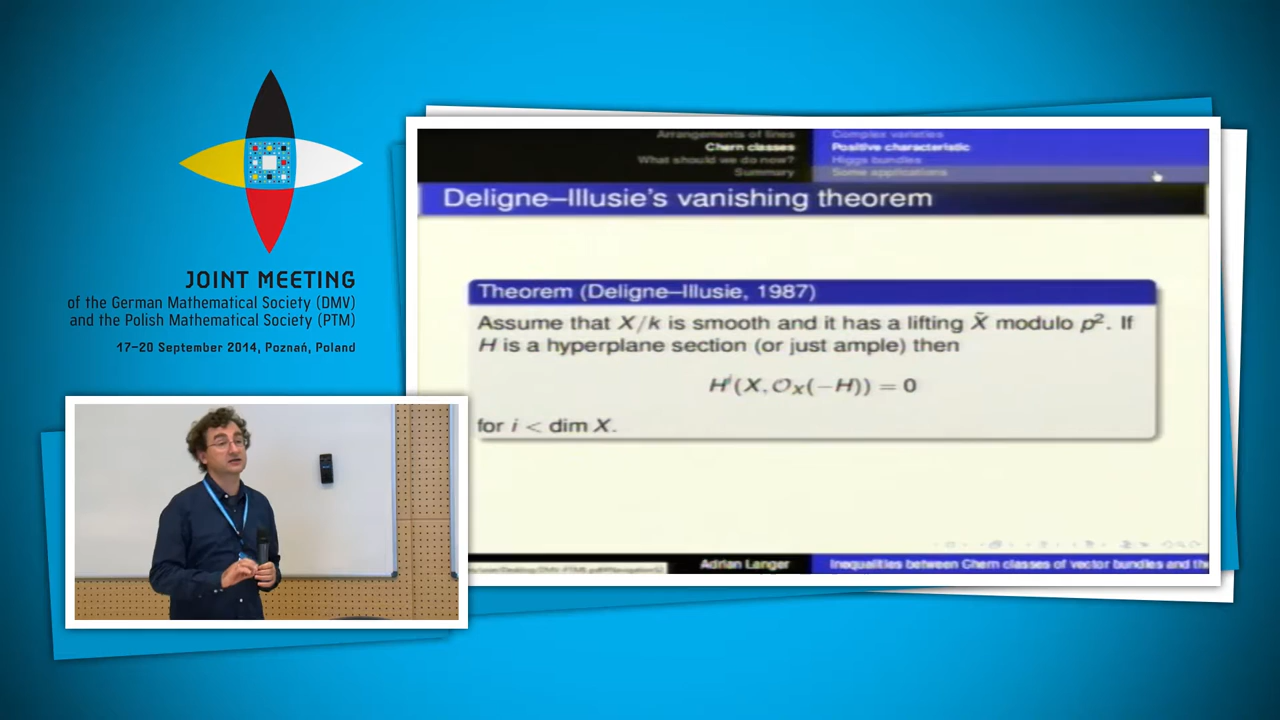 JOINT MEETING
of the German Mathematical Society (DMV)
and the Polish Mathematical Society (PTM)
17–20 September 2014, Poznań, Poland
Arrangements of lines
Chern classes
What should we do now?
Summary
Complex varieties
Positive characteristic
Higgs bundles
Some applications
Deligne–Illusie's vanishing theorem
Theorem (Deligne–Illusie, 1987)
Assume that X/k is smooth and it has a lifting X̃ modulo p². If
H is a hyperplane section (or just ample) then
Hⁱ(X, 𝒪_X(−H)) = 0
for i < dim X.
Adrian Langer
Inequalities between Chern classes of vector bundles and